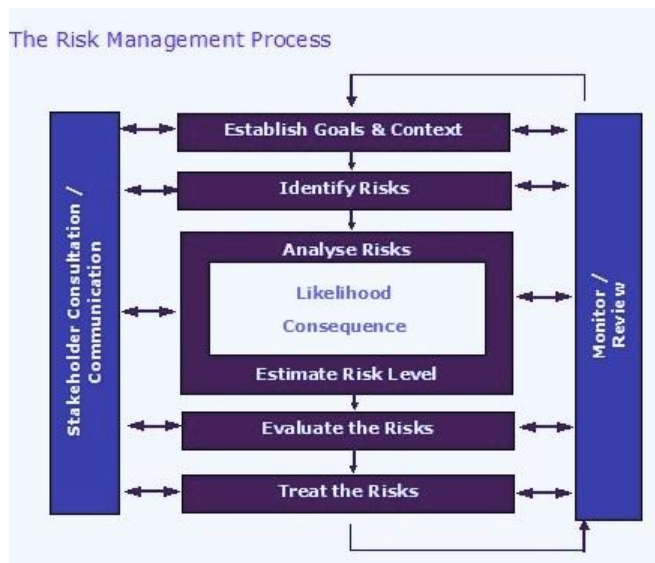 The Risk Management Process
Establish Goals & Context
Identify Risks
Analyse Risks
Likelihood
Consequence
Estimate Risk Level
Evaluate the Risks
Treat the Risks
Stakeholder Consultation /
Communication
Monitor /
Review